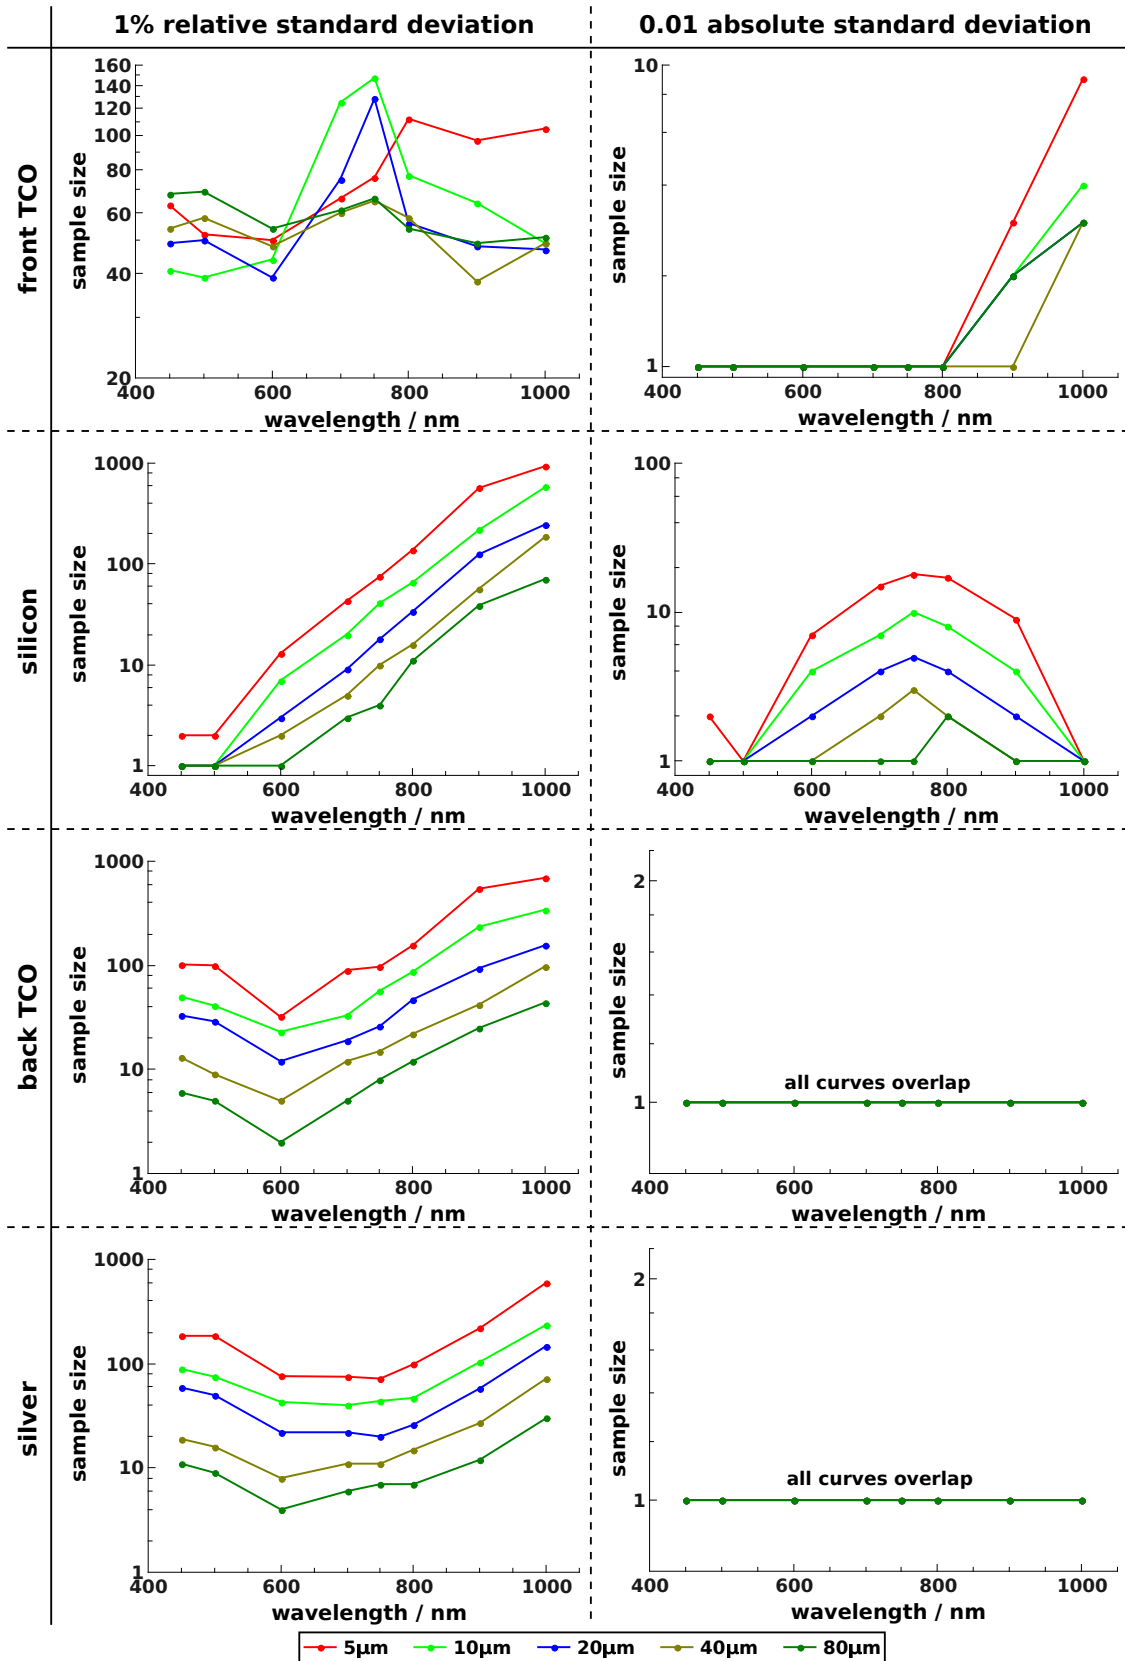 1% relative standard deviation
0.01 absolute standard deviation
front TCO
sample size
160
140
120
100
80
60
40
20
400 600 800 1000
wavelength / nm
sample size
10
1
400 600 800 1000
wavelength / nm
silicon
sample size
1000
100
10
1
400 600 800 1000
wavelength / nm
sample size
100
10
1
400 600 800 1000
wavelength / nm
back TCO
sample size
1000
100
10
1
400 600 800 1000
wavelength / nm
sample size
2
1
all curves overlap
400 600 800 1000
wavelength / nm
silver
sample size
1000
100
10
1
400 600 800 1000
wavelength / nm
sample size
2
1
all curves overlap
400 600 800 1000
wavelength / nm
5μm 10μm 20μm 40μm 80μm